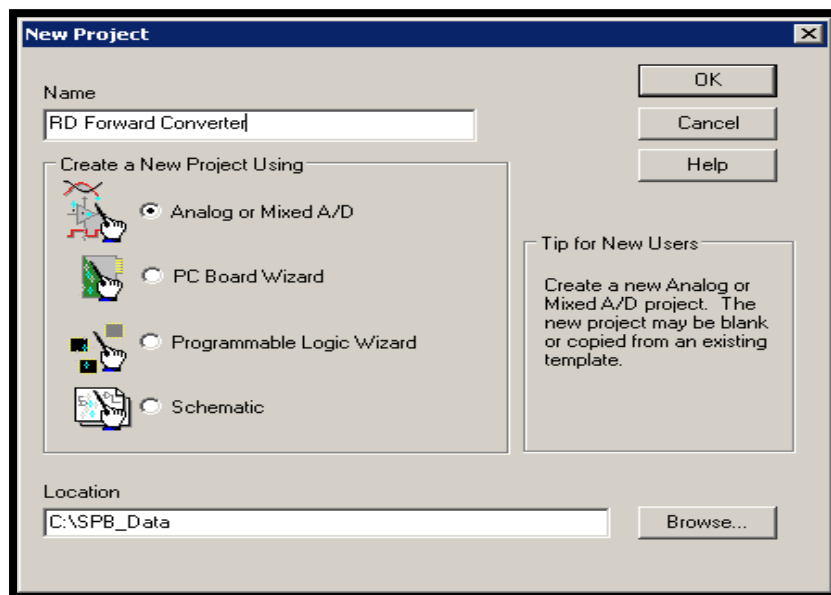 New Project
Name
RD Forward Converter
OK
Cancel
Help
Create a New Project Using
Analog or Mixed A/D
PC Board Wizard
Programmable Logic Wizard
Schematic
Tip for New Users
Create a new Analog or
Mixed A/D project. The
new project may be blank
or copied from an existing
template.
Location
C:\SPB_Data
Browse...